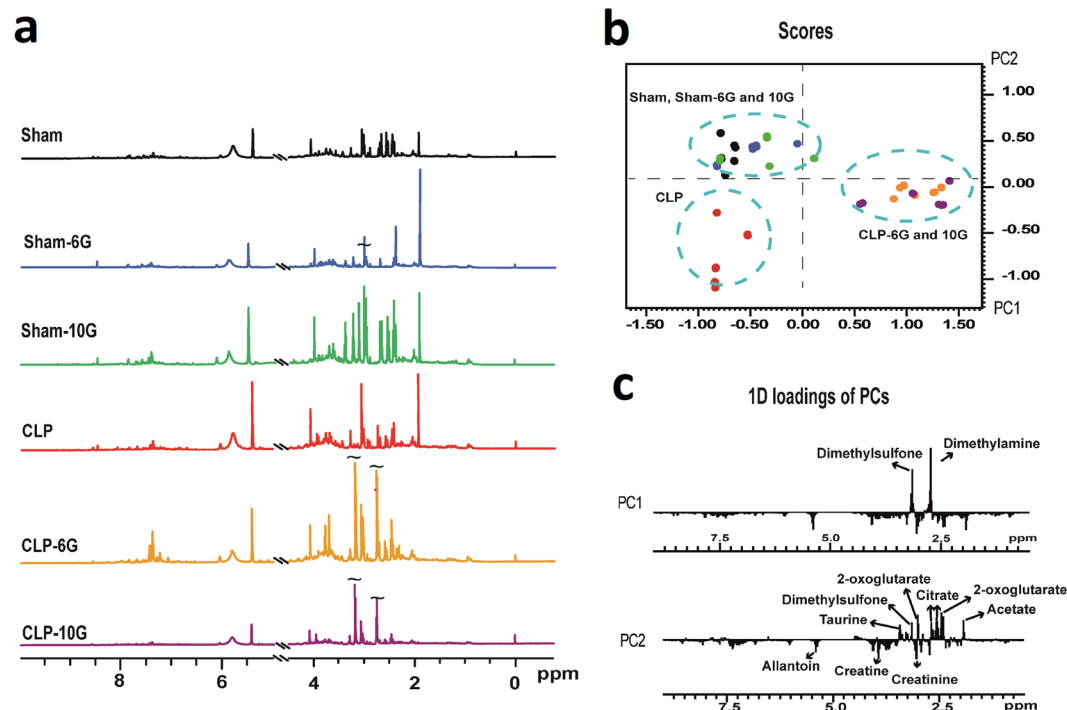 a
Sham
Sham-6G
~
Sham-10G
CLP
~ ~
CLP-6G
~ ~
CLP-10G
8 6 4 2 0 ppm
b
Scores
PC2
Sham, Sham-6G and 10G
1.00
0.50
0.00
CLP
CLP-6G and 10G
-0.50
-1.00
PC1
-1.50 -1.00 -0.50 0.00 0.50 1.00 1.50
c
1D loadings of PCs
Dimethylsulfone
Dimethylamine
PC1
7.5 5.0 2.5 ppm
2-oxoglutarate
Citrate
2-oxoglutarate
Dimethylsulfone
Acetate
Taurine
PC2
Allantoin
Creatine
Creatinine
7.5 5.0 2.5 ppm